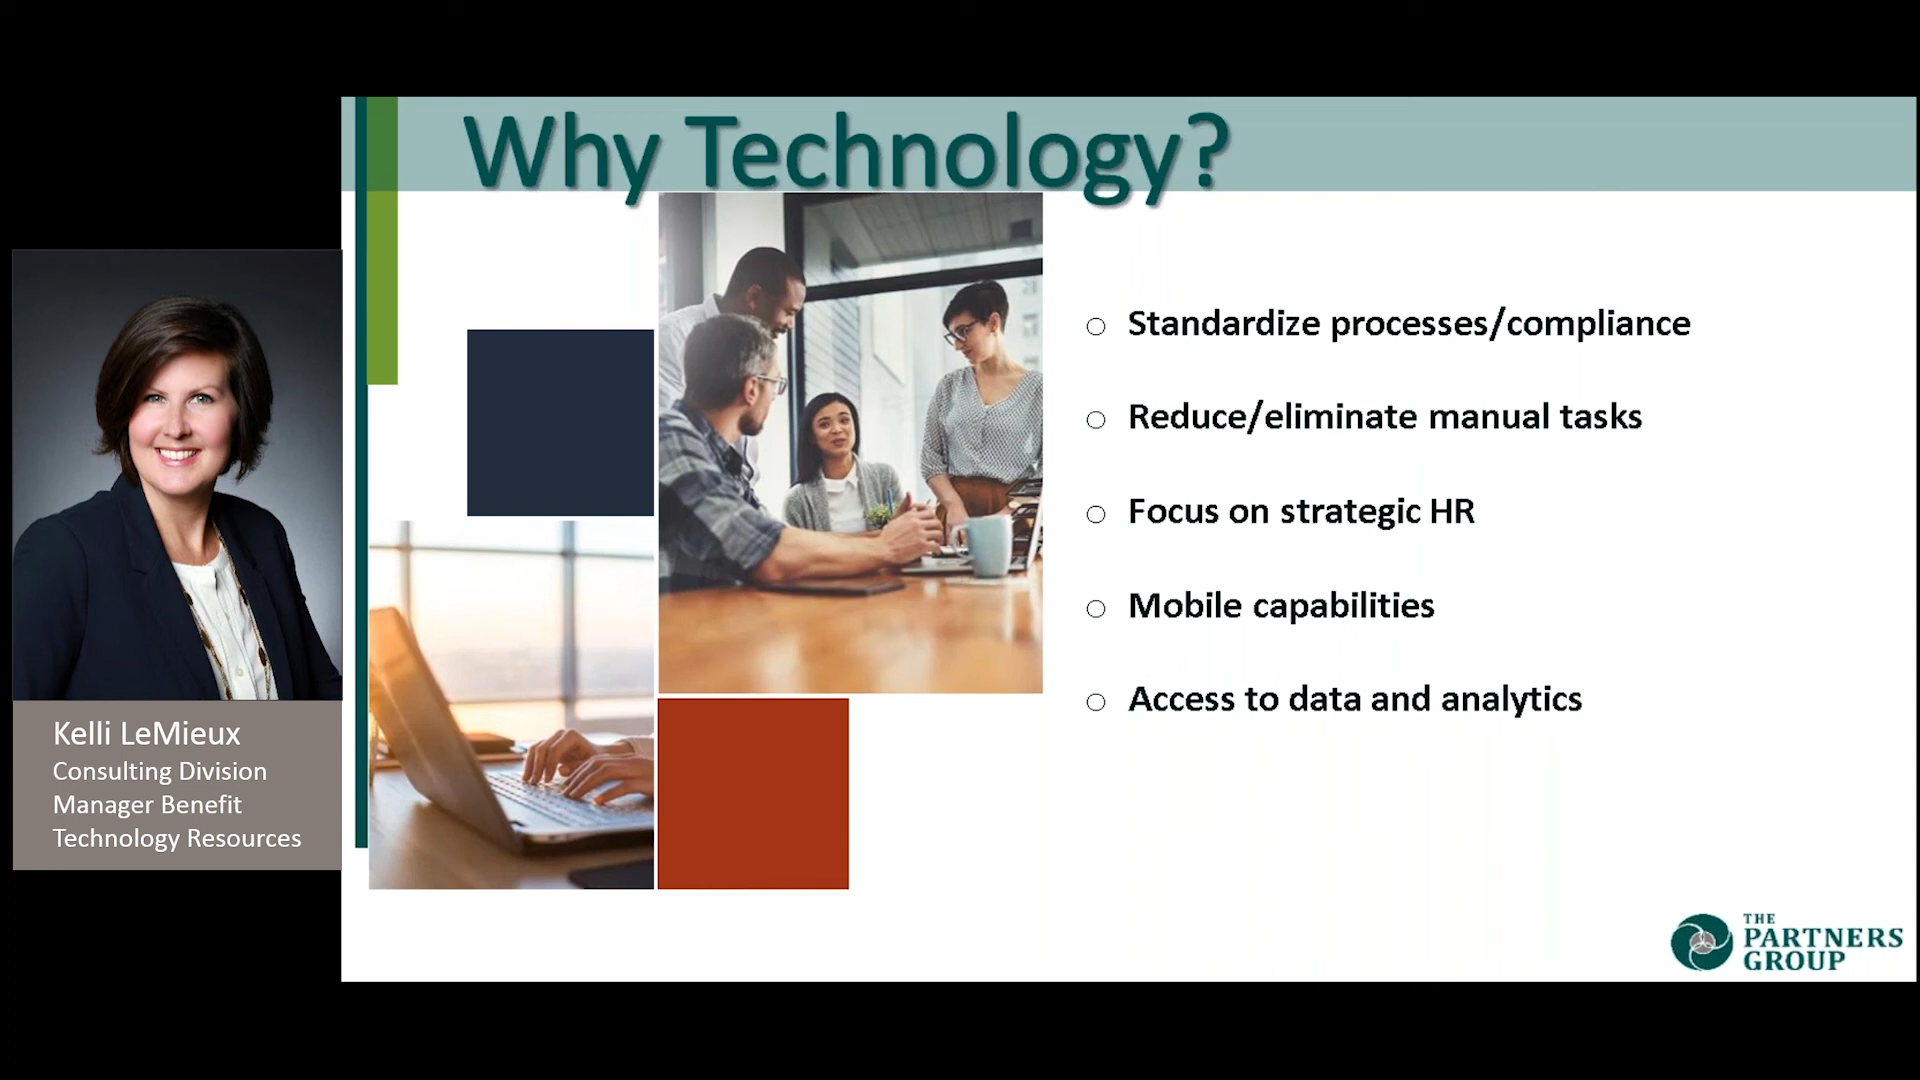 Why Technology?
Standardize processes/compliance
Reduce/eliminate manual tasks
Focus on strategic HR
Mobile capabilities
Access to data and analytics
Kelli LeMieux
Consulting Division
Manager Benefit
Technology Resources
THE
PARTNERS
GROUP